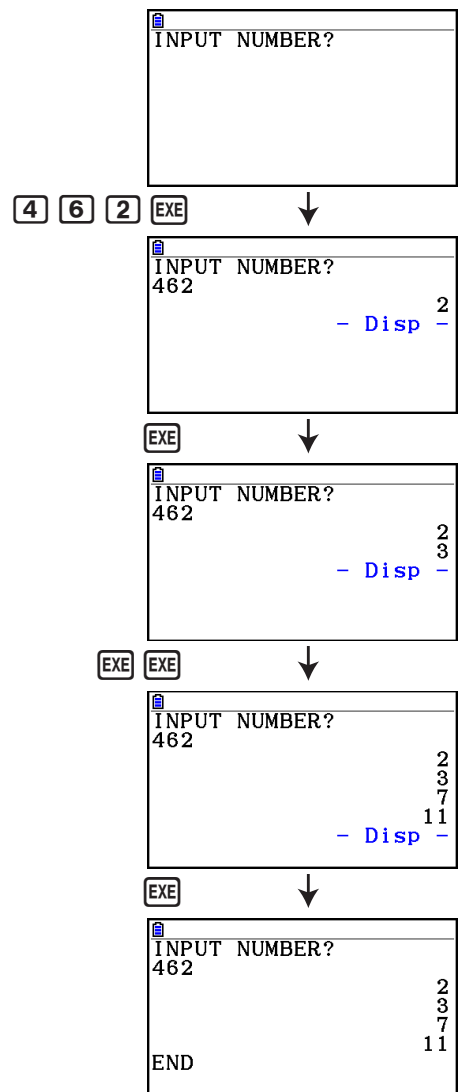 INPUT NUMBER?
4 6 2 EXE
INPUT NUMBER?
462
2
- Disp -
EXE
INPUT NUMBER?
462
2
3
- Disp -
EXE EXE
INPUT NUMBER?
462
2
3
7
11
- Disp -
EXE
INPUT NUMBER?
462
2
3
7
11
END